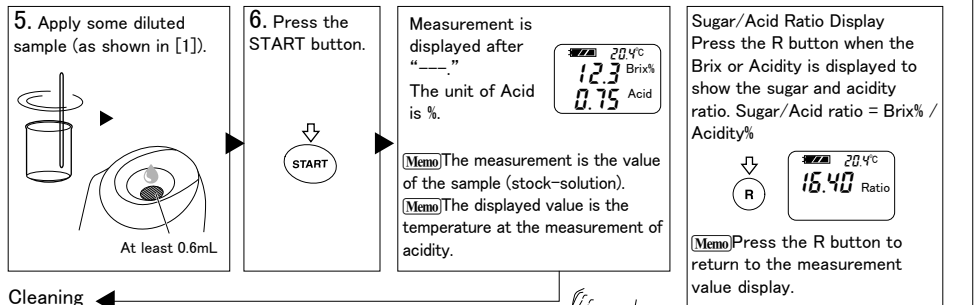 5. Apply some diluted
sample (as shown in [1]).
At least 0.6mL
6. Press the
START button.
START
Measurement is
displayed after
“---.”
The unit of Acid
is %.
20.4℃
12.3 Brix%
0.75 Acid
Memo The measurement is the value
of the sample (stock-solution).
Memo The displayed value is the
temperature at the measurement of
acidity.
Sugar/Acid Ratio Display
Press the R button when the
Brix or Acidity is displayed to
show the sugar and acidity
ratio. Sugar/Acid ratio = Brix% /
Acidity%
R
20.4℃
16.40 Ratio
Memo Press the R button to
return to the measurement
value display.
Cleaning